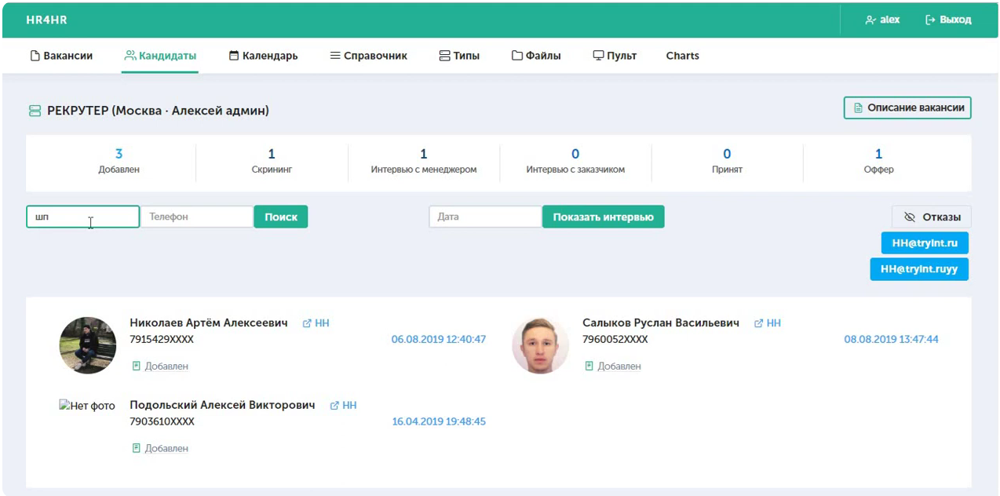 HR4HR
alex
Выход
Вакансии
Кандидаты
Календарь
Справочник
Типы
Файлы
Пульт
Charts
РЕКРУТЕР (Москва · Алексей админ)
Описание вакансии
3
Добавлен
1
Скрининг
1
Интервью с менеджером
0
Интервью с заказчиком
0
Принят
1
Оффер
шп
Телефон
Поиск
Дата
Показать интервью
Отказы
HH@tryint.ru
HH@tryint.ruyy
Николаев Артём Алексеевич HH
7915429XXXX
06.08.2019 12:40:47
Добавлен
Салыков Руслан Васильевич HH
7960052XXXX
08.08.2019 13:47:44
Добавлен
Нет фото
Подольский Алексей Викторович HH
7903610XXXX
16.04.2019 19:48:45
Добавлен